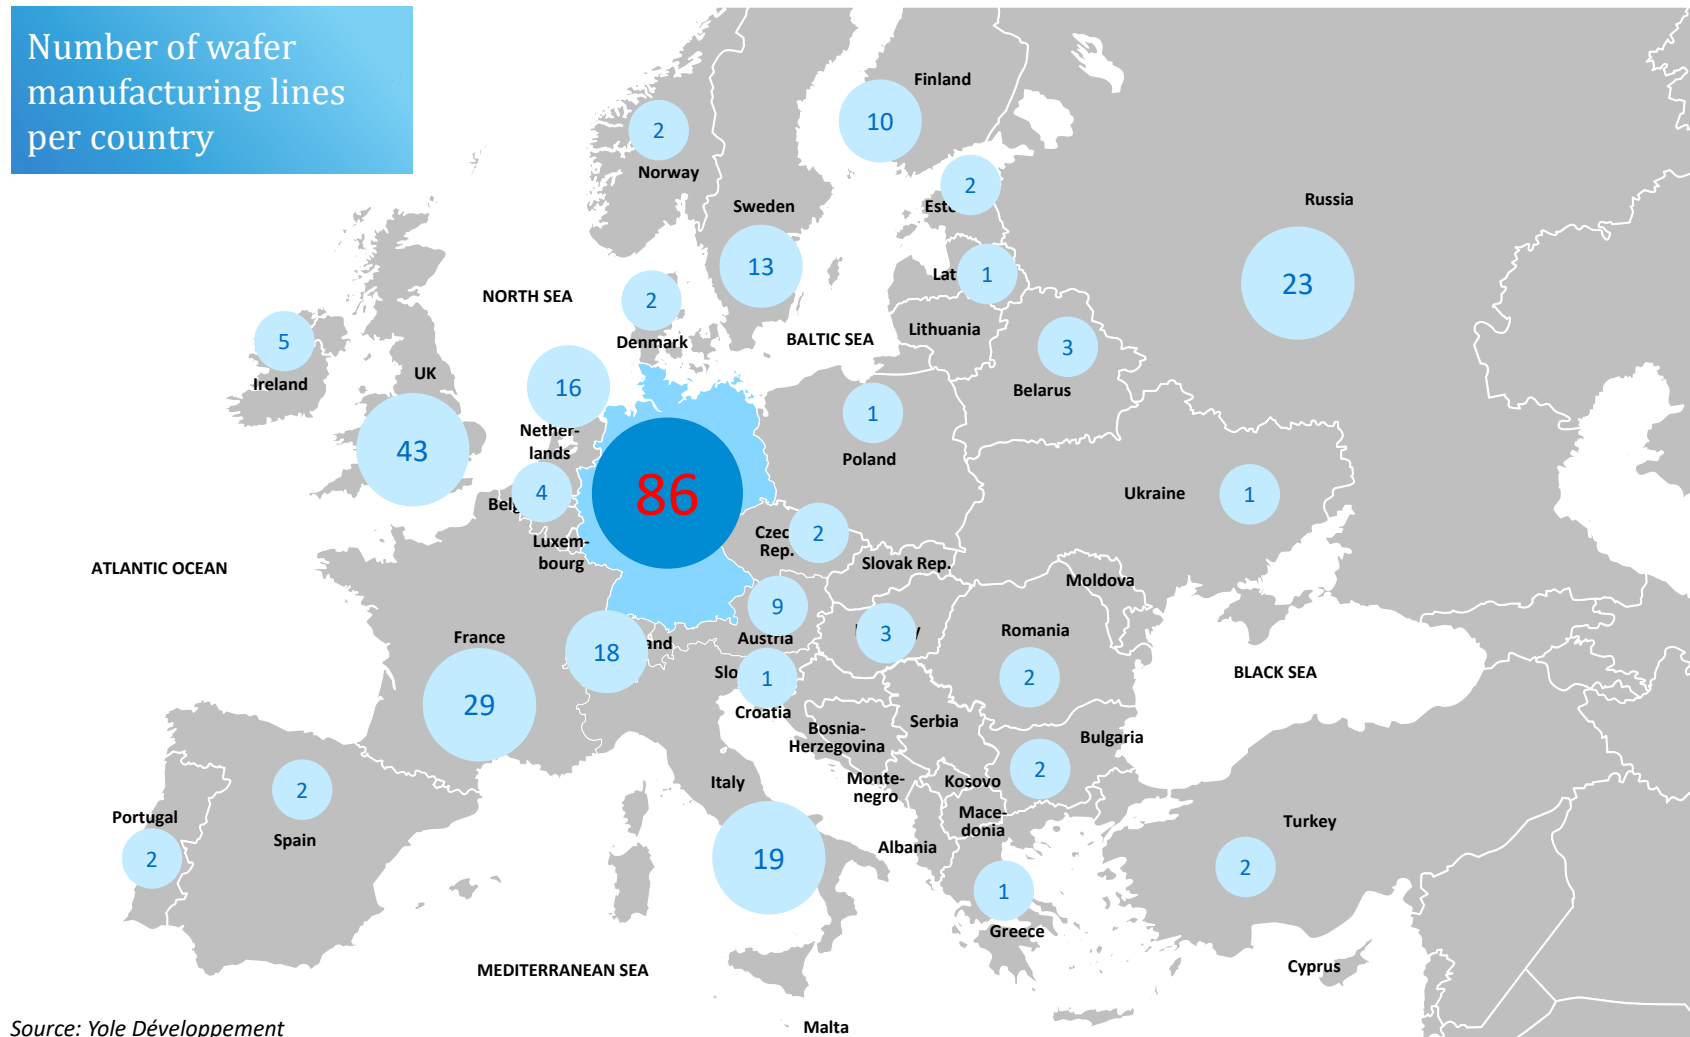 Number of wafer
manufacturing lines
per country
Finland
10
2
Norway
2
Sweden
Russia
13
1
23
NORTH SEA
2
BALTIC SEA
Lithuania
Denmark
5
3
UK
Ireland
16
Belarus
1
Nether-
lands
43
Poland
86
4
Ukraine
1
2
Rep.
Luxem-
bourg
Slovak Rep.
ATLANTIC OCEAN
Moldova
9
France
Austria
3
Romania
18
1
2
BLACK SEA
29
Croatia
Serbia
Bosnia-
Herzegovina
Bulgaria
2
Italy
Monte-
negro
Kosovo
2
Mace-
donia
Portugal
Spain
Turkey
2
19
Albania
2
1
Greece
MEDITERRANEAN SEA
Cyprus
Malta
Source: Yole Développement